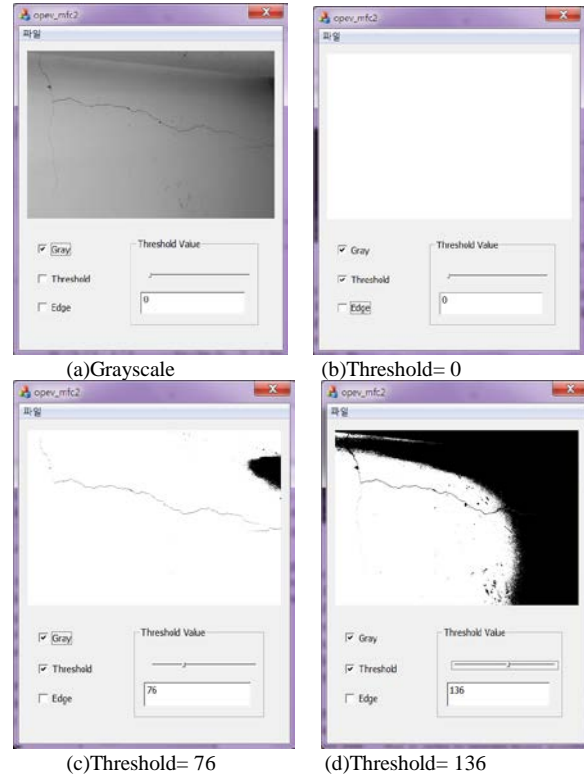 opev_mfc2
파일
Gray
Threshold
Edge
Threshold Value
0
(a)Grayscale
opev_mfc2
파일
Gray
Threshold
Edge
Threshold Value
0
(b)Threshold= 0
opev_mfc2
파일
Gray
Threshold
Edge
Threshold Value
76
(c)Threshold= 76
opev_mfc2
파일
Gray
Threshold
Edge
Threshold Value
136
(d)Threshold= 136